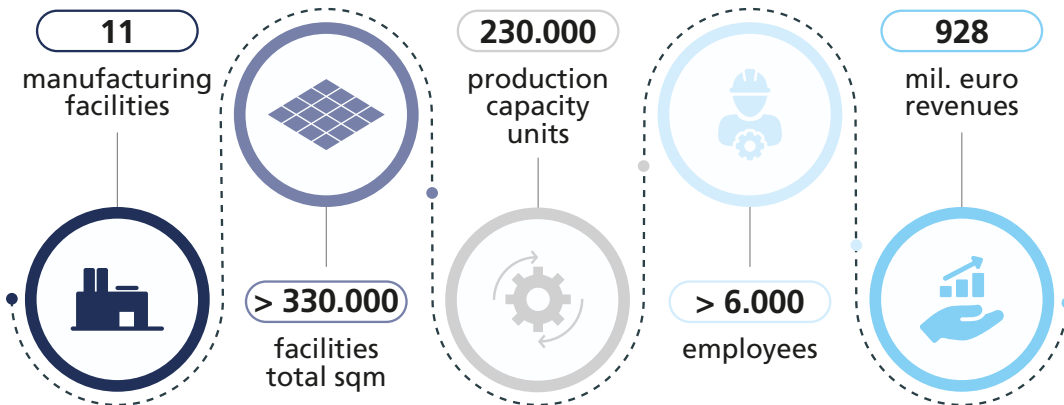 11
manufacturing
facilities
> 330.000
facilities
total sqm
230.000
production
capacity
units
> 6.000
employees
928
mil. euro
revenues